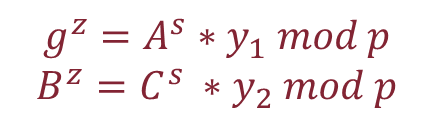 g^z = A^s * y_1 mod p
B^z = C^s * y_2 mod p